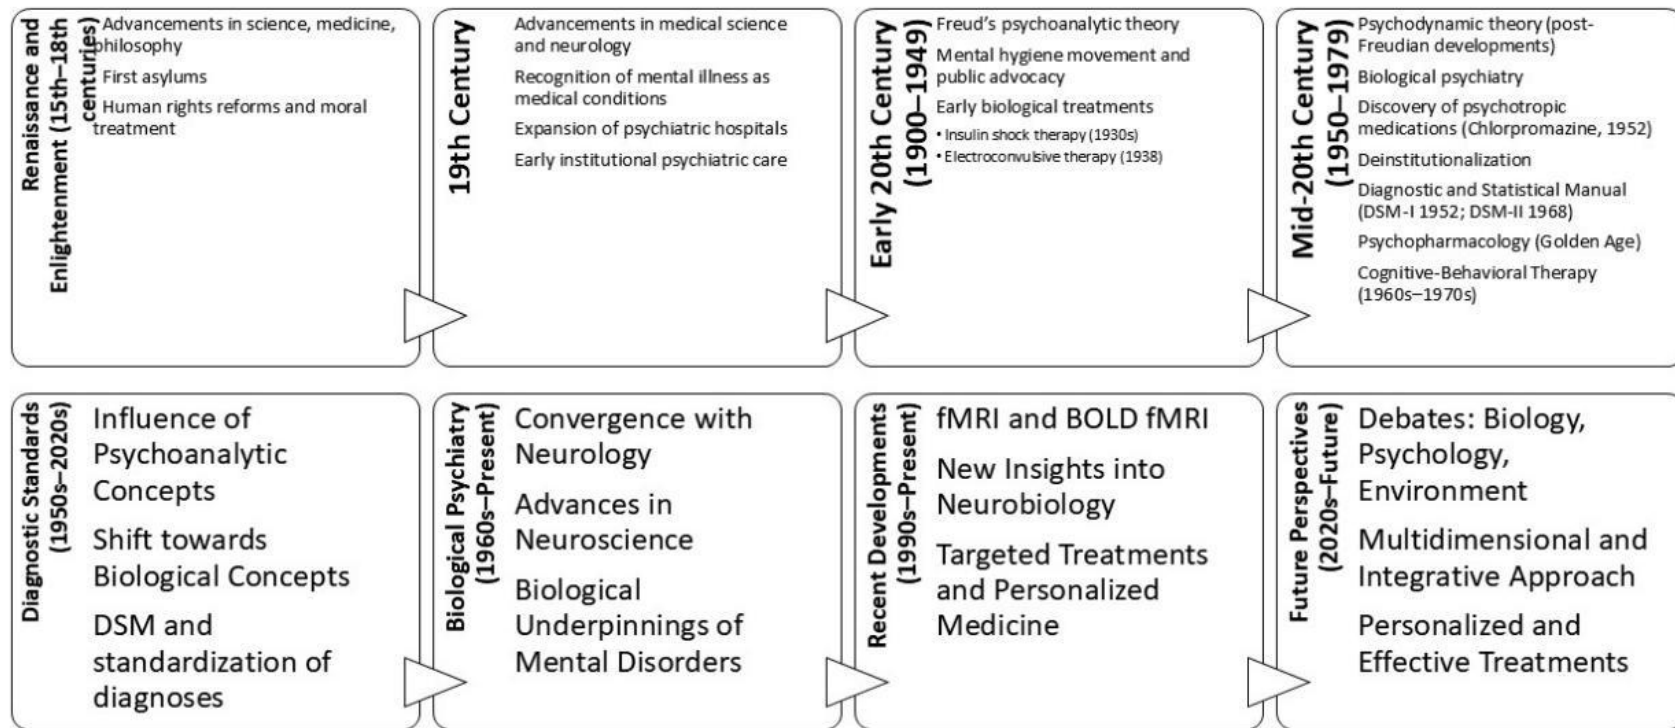 Renaissance and
Enlightenment (15th–18th
centuries)
Advancements in science, medicine,
philosophy
First asylums
Human rights reforms and moral
treatment
19th Century
Advancements in medical science
and neurology
Recognition of mental illness as
medical conditions
Expansion of psychiatric hospitals
Early institutional psychiatric care
Early 20th Century
(1900–1949)
Freud's psychoanalytic theory
Mental hygiene movement and
public advocacy
Early biological treatments
• Insulin shock therapy (1930s)
• Electroconvulsive therapy (1938)
Mid-20th Century
(1950–1979)
Psychodynamic theory (post-
Freudian developments)
Biological psychiatry
Discovery of psychotropic
medications (Chlorpromazine, 1952)
Deinstitutionalization
Diagnostic and Statistical Manual
(DSM-I 1952; DSM-II 1968)
Psychopharmacology (Golden Age)
Cognitive-Behavioral Therapy
(1960s–1970s)
Diagnostic Standards
(1950s–2020s)
Influence of
Psychoanalytic
Concepts
Shift towards
Biological Concepts
DSM and
standardization of
diagnoses
Biological Psychiatry
(1960s–Present)
Convergence with
Neurology
Advances in
Neuroscience
Biological
Underpinnings of
Mental Disorders
Recent Developments
(1990s–Present)
fMRI and BOLD fMRI
New Insights into
Neurobiology
Targeted Treatments
and Personalized
Medicine
Future Perspectives
(2020s–Future)
Debates: Biology,
Psychology,
Environment
Multidimensional and
Integrative Approach
Personalized and
Effective Treatments